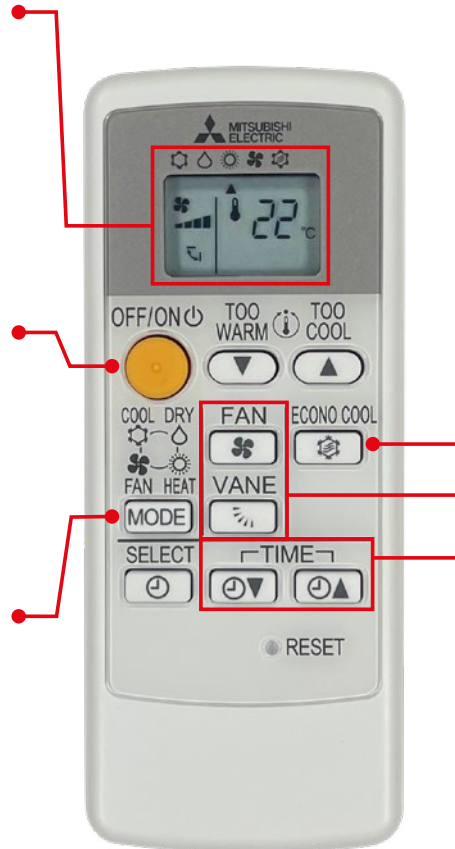 MITSUBISHI
ELECTRIC
22 °C
OFF/ON
TOO
WARM
TOO
COOL
COOL DRY
FAN HEAT
FAN
ECONO COOL
VANE
MODE
SELECT
TIME
RESET